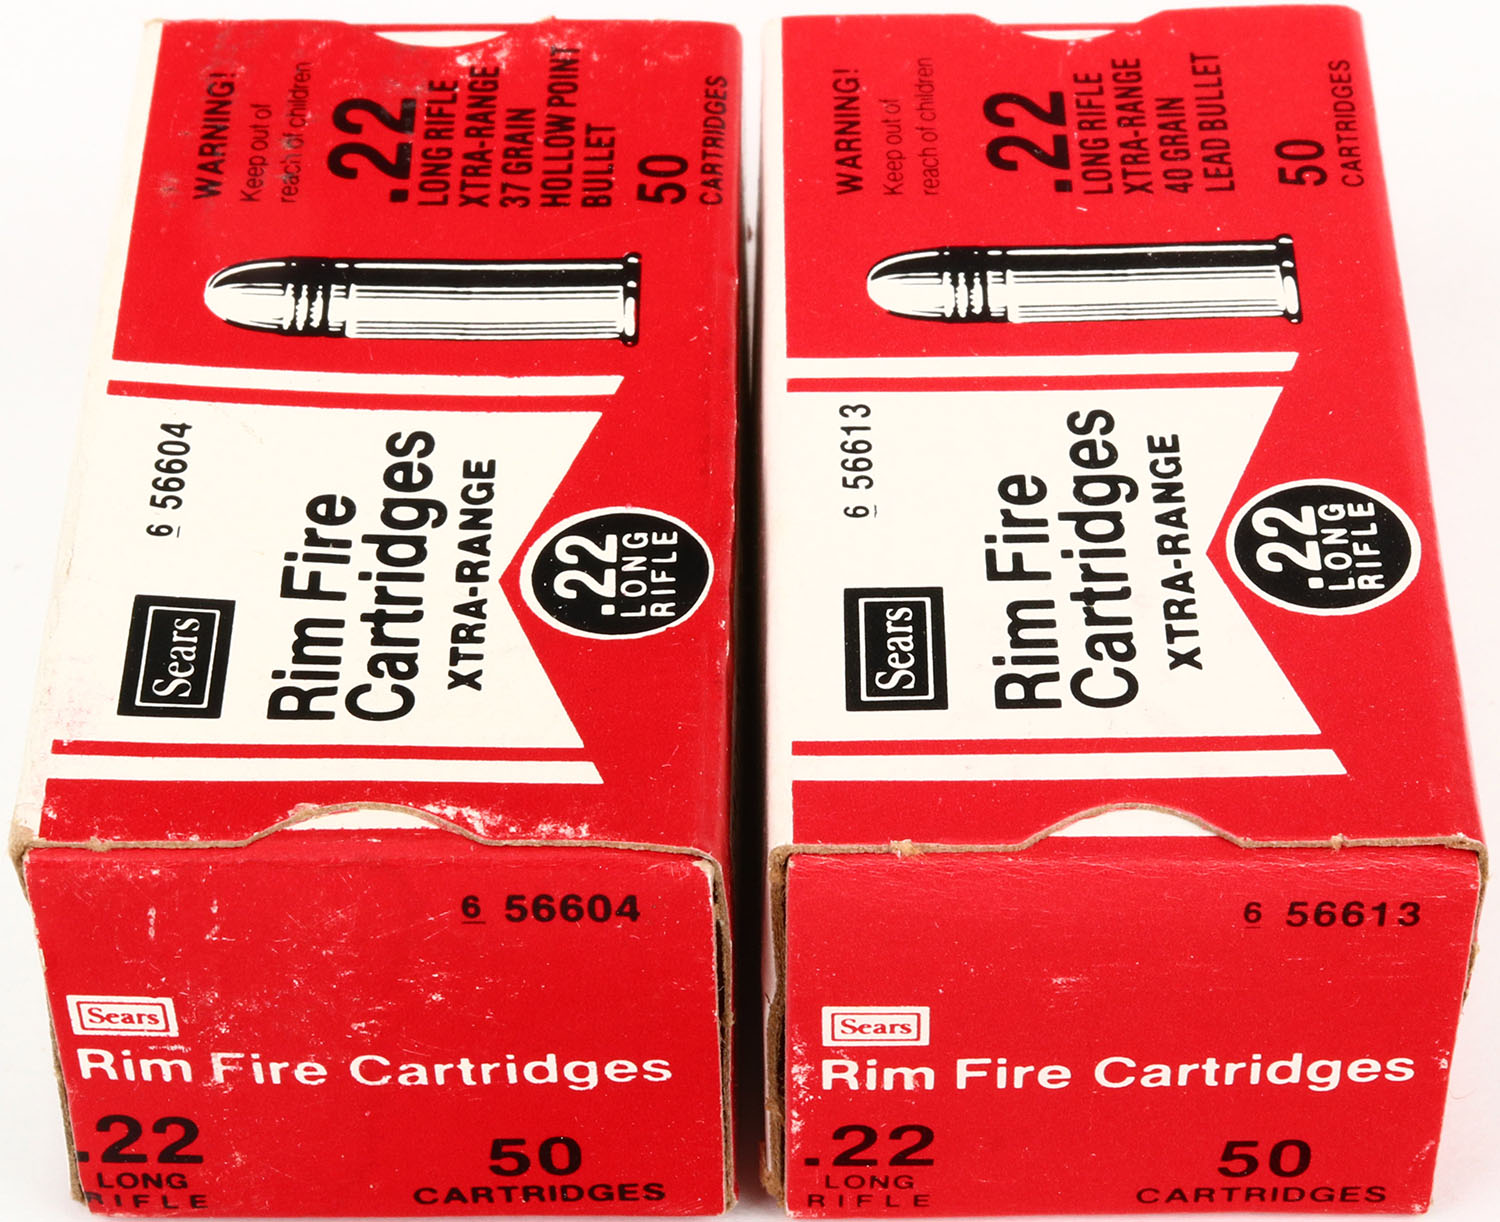 WARNING!
Keep out of
reach of children
.22
LONG RIFLE
XTRA-RANGE
37 GRAIN
HOLLOW POINT
BULLET
50
CARTRIDGES
6 56604
Sears
Rim Fire
Cartridges
XTRA-RANGE
.22
LONG
RIFLE
6 56604
Sears
Rim Fire Cartridges
.22
LONG
RIFLE
50
CARTRIDGES
WARNING!
Keep out of
reach of children
.22
LONG RIFLE
XTRA-RANGE
40 GRAIN
LEAD BULLET
50
CARTRIDGES
6 56613
Sears
Rim Fire
Cartridges
XTRA-RANGE
.22
LONG
RIFLE
6 56613
Sears
Rim Fire Cartridges
.22
LONG
RIFLE
50
CARTRIDGES